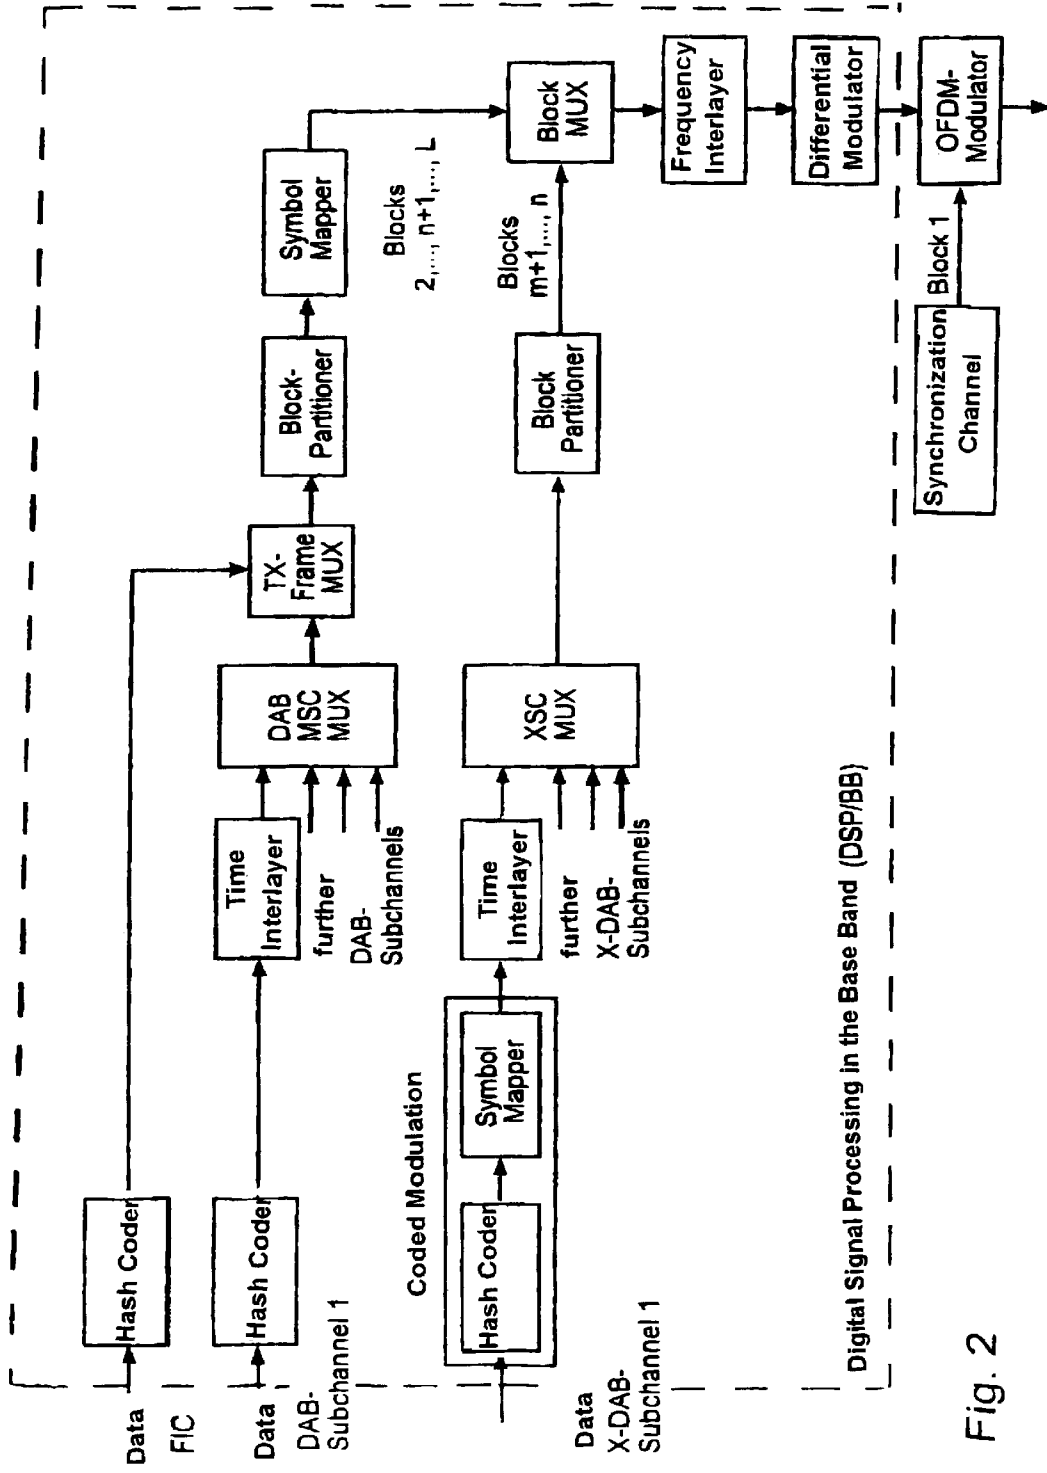 Data
FIC
Hash Coder
Data
DAB-
Subchannel 1
Hash Coder
Time
Interlayer
further
DAB-
Subchannels
DAB
MSC
MUX
TX-
Frame
MUX
Block-
Partitioner
Symbol
Mapper
Blocks
2,..., n+1,..., L
Data
X-DAB-
Subchannel 1
Coded Modulation
Hash Coder
Symbol
Mapper
Time
Interlayer
further
X-DAB-
Subchannels
XSC
MUX
Block
Partitioner
Blocks
m+1,..., n
Block
MUX
Frequency
Interlayer
Differential
Modulator
OFDM-
Modulator
Synchronization
Channel
Block 1
Digital Signal Processing in the Base Band (DSP/BB)
Fig. 2